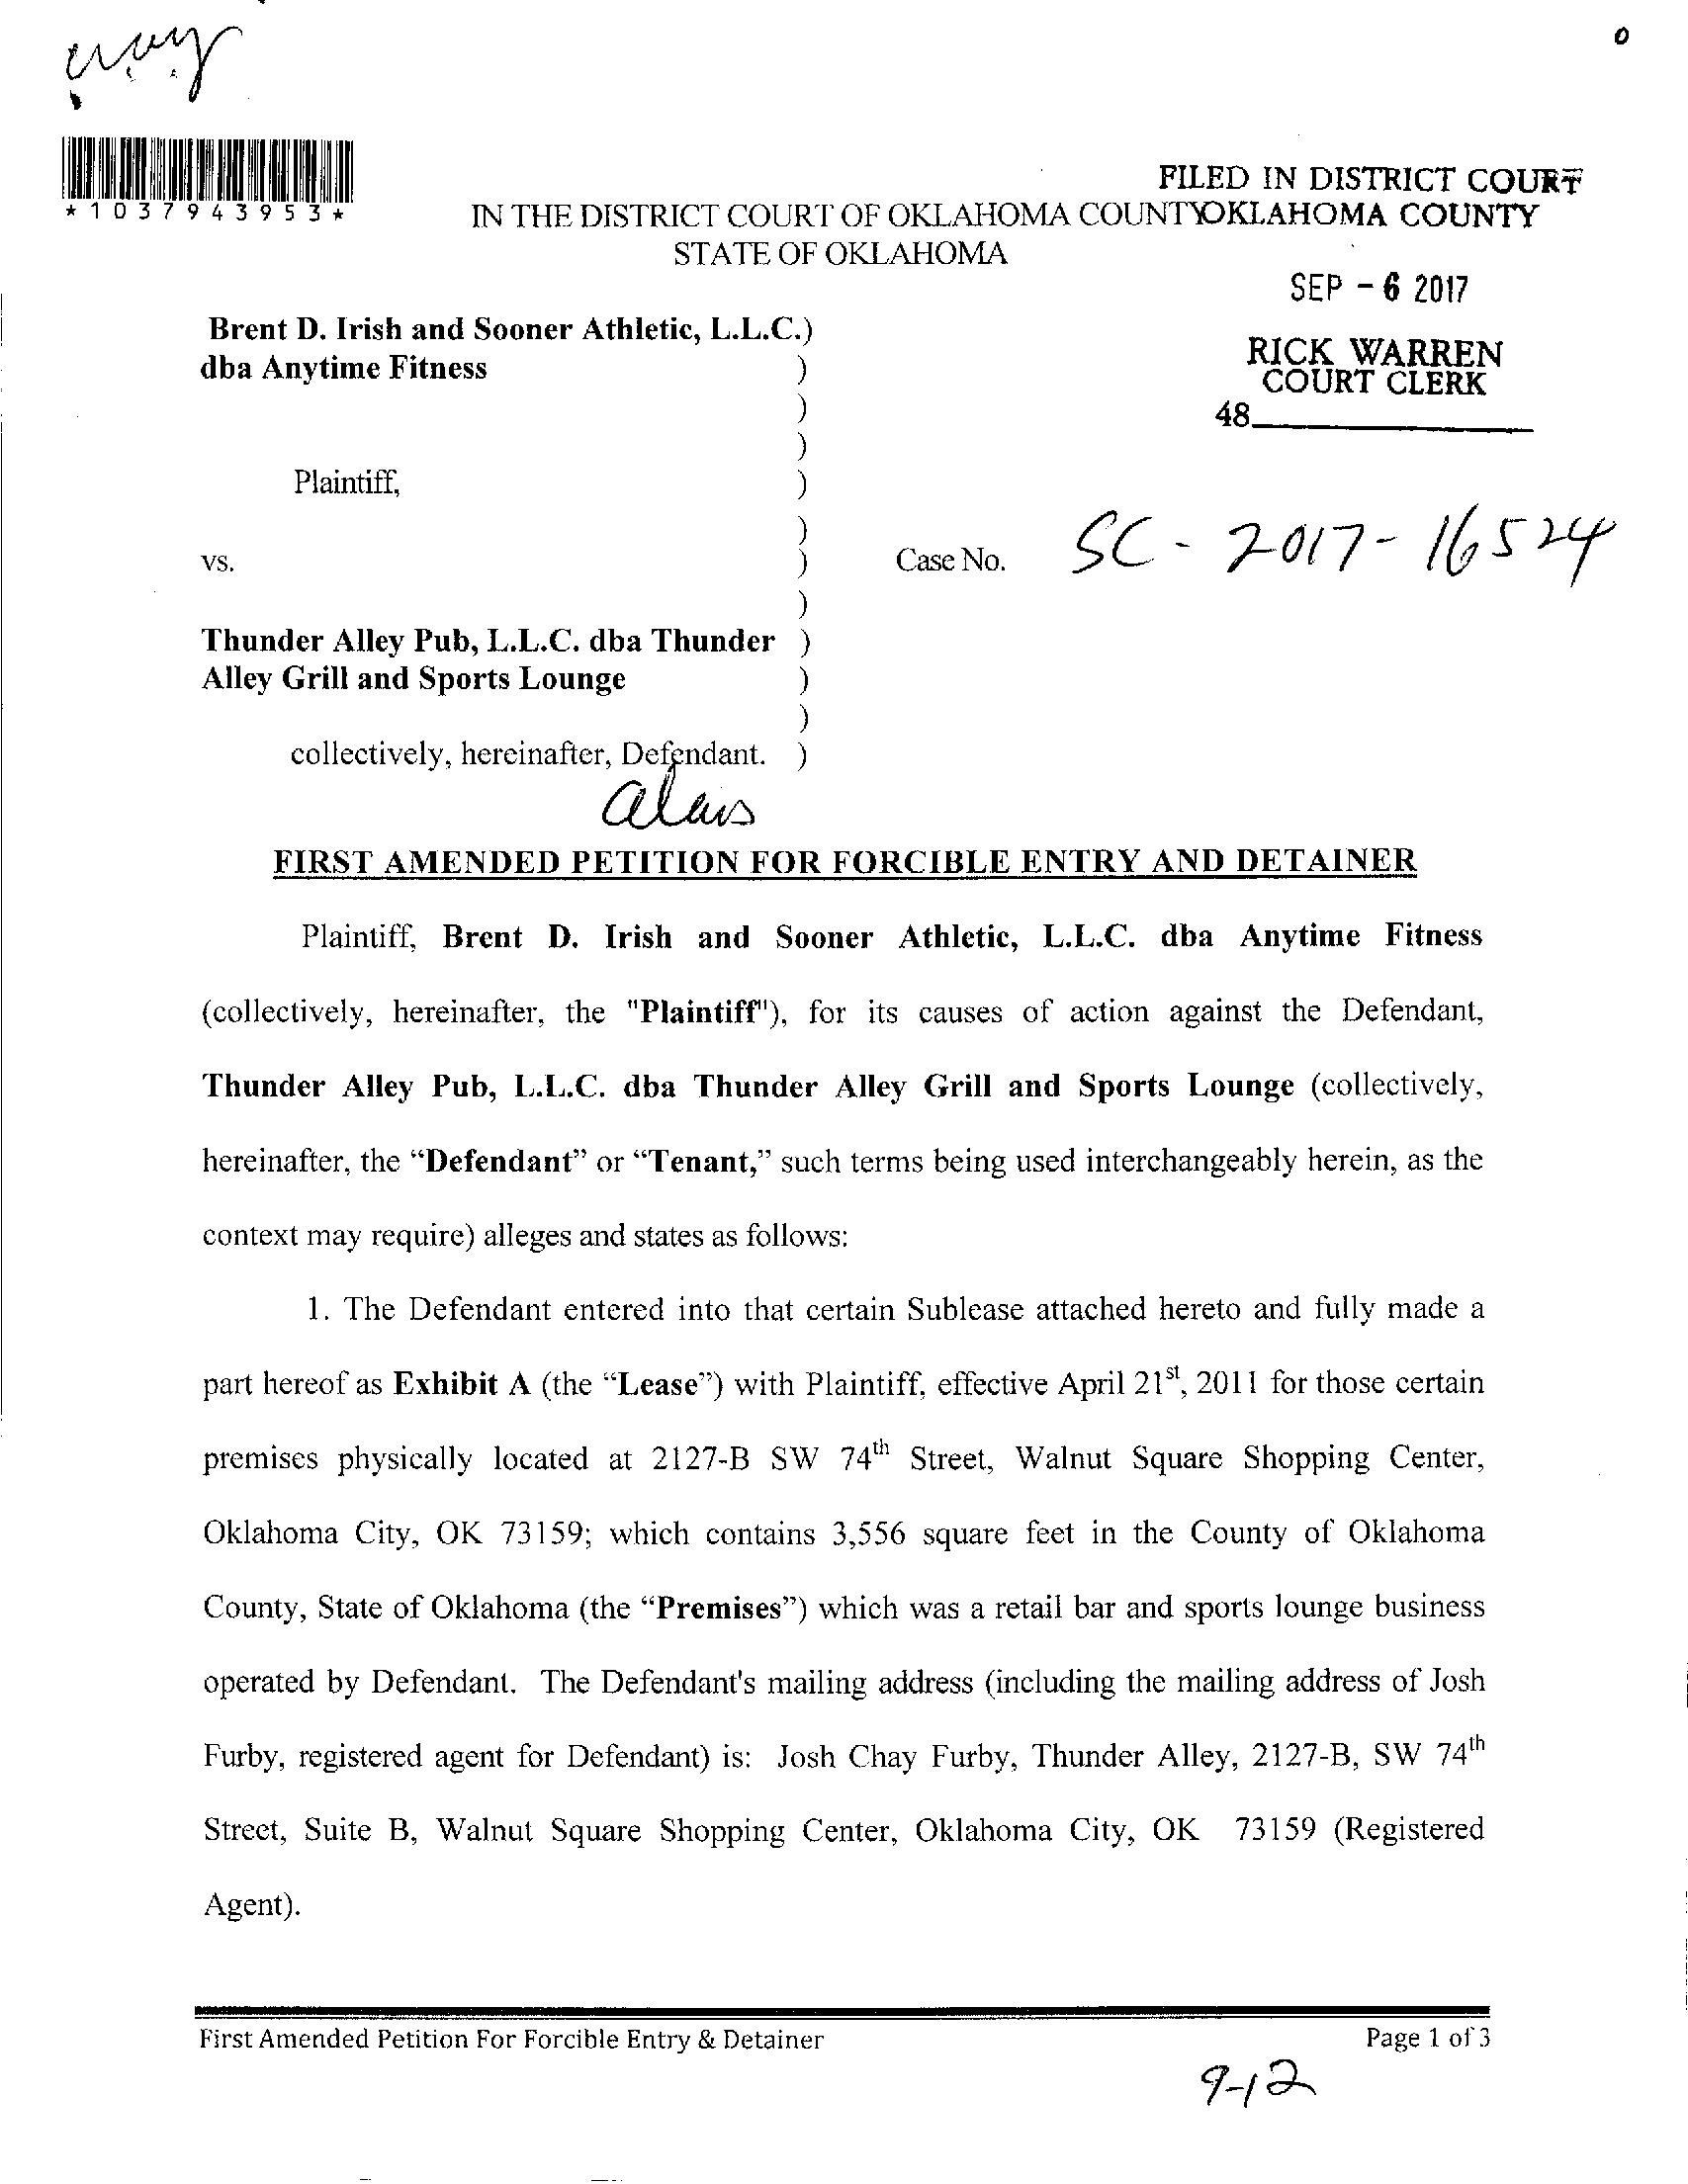 0
*1037943953*
FILED IN DISTRICT COURT
IN THE DISTRICT COURT OF OKLAHOMA COUNTY OKLAHOMA COUNTY
STATE OF OKLAHOMA
SEP - 6 2017
Brent D. Irish and Sooner Athletic, L.L.C.)
RICK WARREN
dba Anytime Fitness )
COURT CLERK
)
48
)
Plaintiff, )
)
vs. ) Case No. SC - 2017 - 16524
)
Thunder Alley Pub, L.L.C. dba Thunder )
Alley Grill and Sports Lounge )
)
collectively, hereinafter, Defendant. )
FIRST AMENDED PETITION FOR FORCIBLE ENTRY AND DETAINER
Plaintiff, Brent D. Irish and Sooner Athletic, L.L.C. dba Anytime Fitness
(collectively, hereinafter, the "Plaintiff"), for its causes of action against the Defendant,
Thunder Alley Pub, L.L.C. dba Thunder Alley Grill and Sports Lounge (collectively,
hereinafter, the “Defendant” or “Tenant,” such terms being used interchangeably herein, as the
context may require) alleges and states as follows:
1. The Defendant entered into that certain Sublease attached hereto and fully made a
part hereof as Exhibit A (the “Lease”) with Plaintiff, effective April 21st, 2011 for those certain
premises physically located at 2127-B SW 74th Street, Walnut Square Shopping Center,
Oklahoma City, OK 73159; which contains 3,556 square feet in the County of Oklahoma
County, State of Oklahoma (the “Premises”) which was a retail bar and sports lounge business
operated by Defendant. The Defendant's mailing address (including the mailing address of Josh
Furby, registered agent for Defendant) is: Josh Chay Furby, Thunder Alley, 2127-B, SW 74th
Street, Suite B, Walnut Square Shopping Center, Oklahoma City, OK 73159 (Registered
Agent).
First Amended Petition For Forcible Entry & Detainer Page 1 of 3
9-12